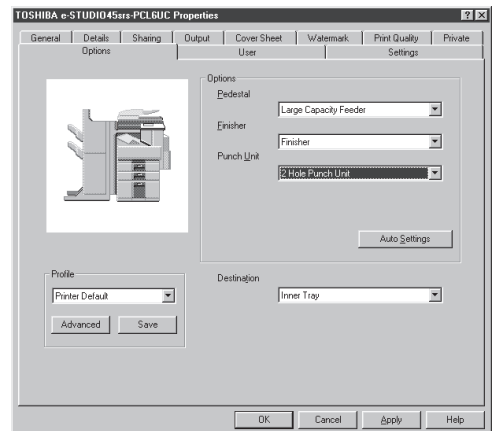 TOSHIBA e-STUDIO45srs-PCL6UC Properties
General Details Sharing Output Cover Sheet Watermark Print Quality Private
Options User Settings
Options
Pedestal
Large Capacity Feeder
Finisher
Finisher
Punch Unit
2 Hole Punch Unit
Auto Settings
Profile
Printer Default
Advanced Save
Destination
Inner Tray
OK Cancel Apply Help